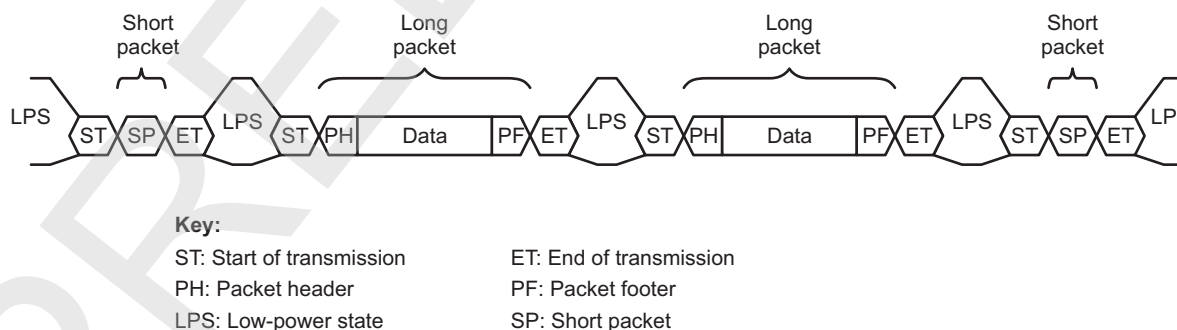 Short
packet
Long
packet
Long
packet
Short
packet
LPS ST SP ET LPS ST PH Data PF ET LPS ST PH Data PF ET LPS ST SP ET
Key:
ST: Start of transmission ET: End of transmission
PH: Packet header PF: Packet footer
LPS: Low-power state SP: Short packet